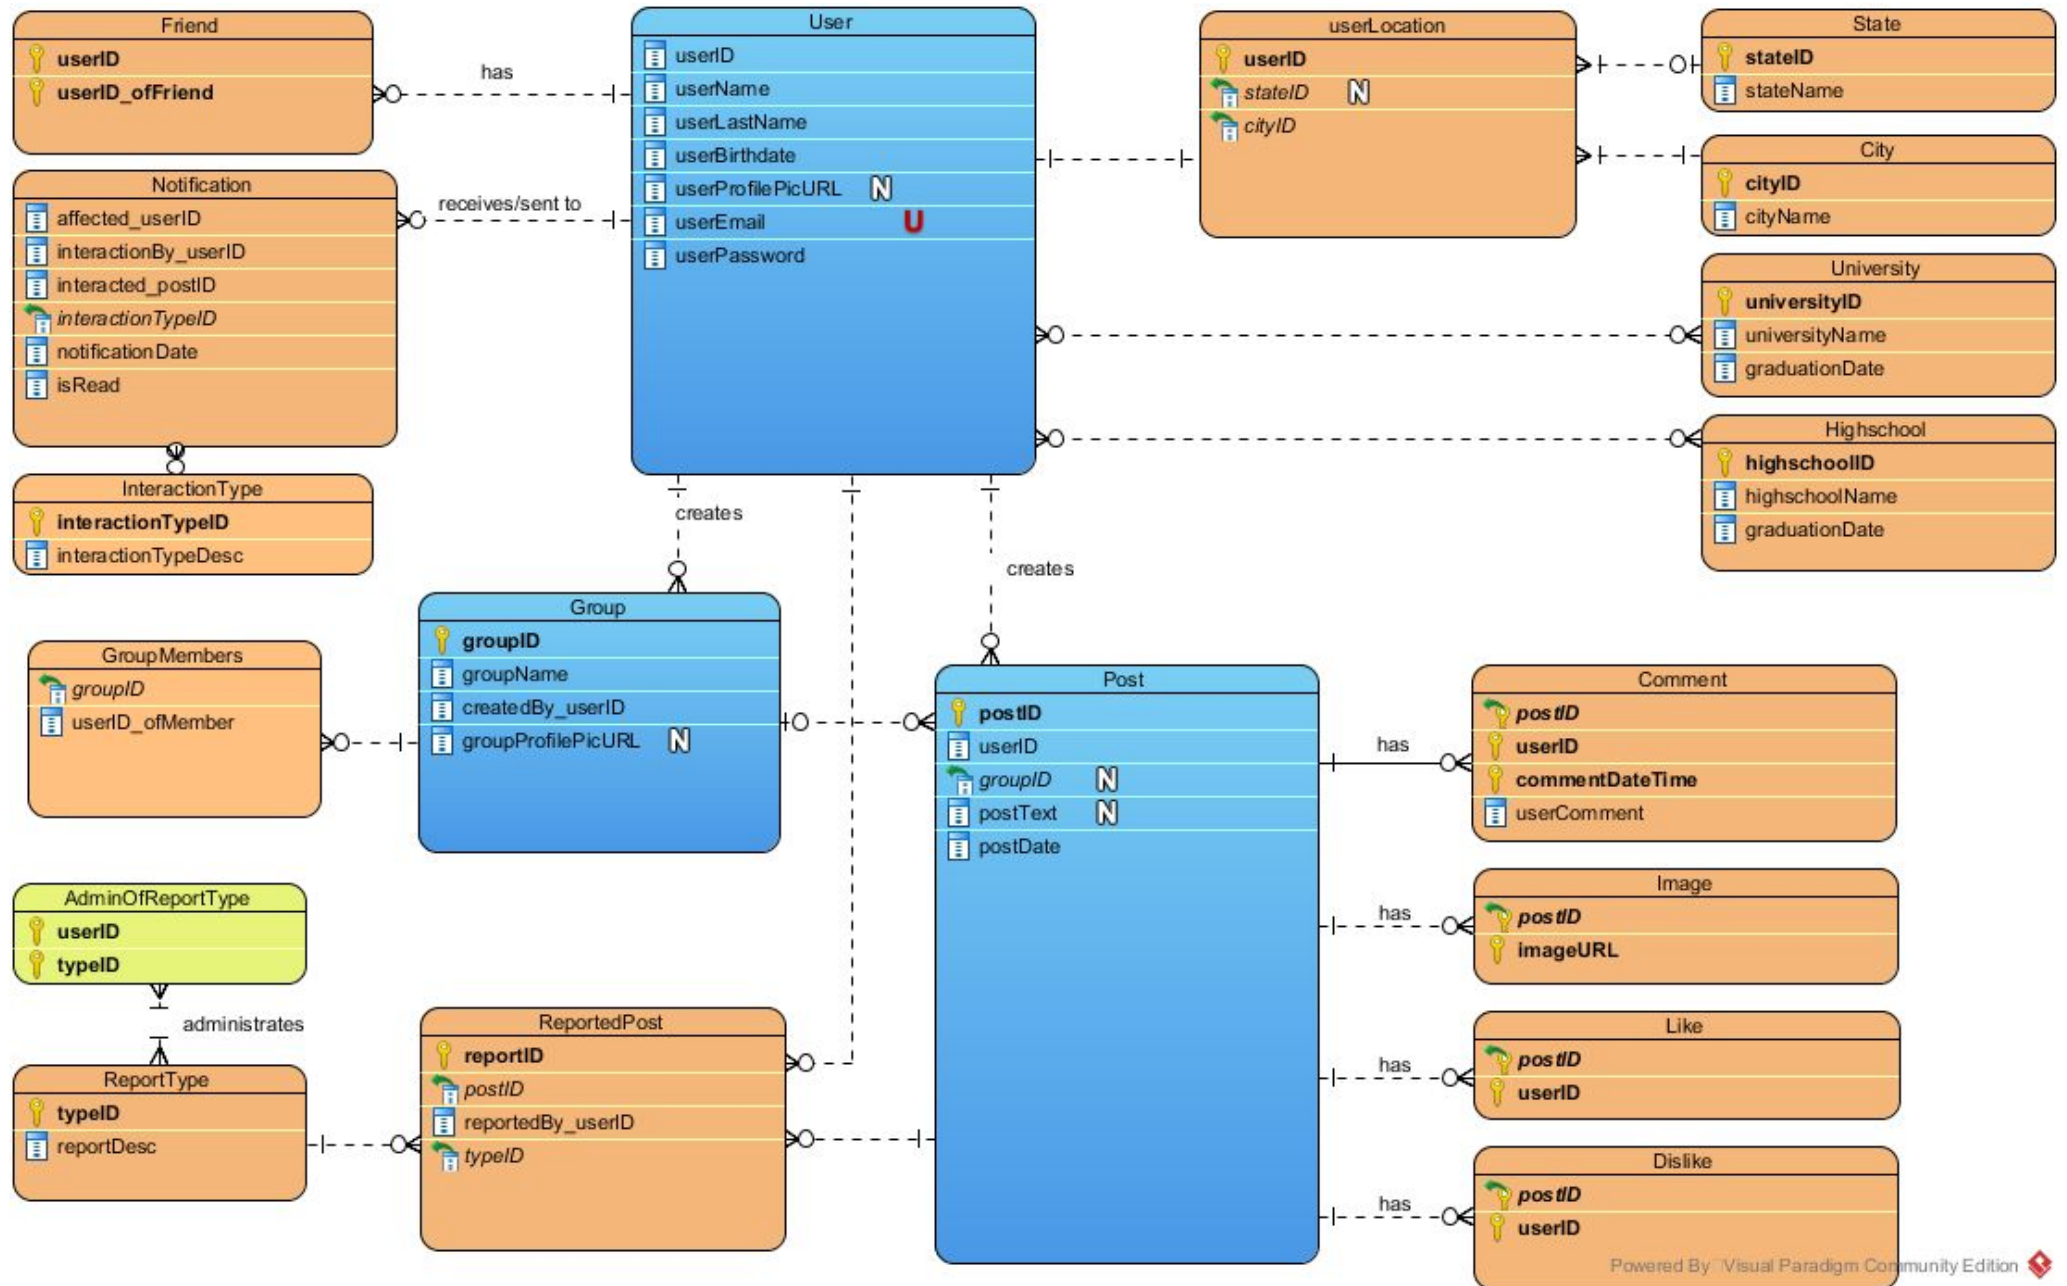 Friend
userID
userID_ofFriend
has
User
userID
userName
userLastName
userBirthdate
userProfilePicURL N
userEmail U
userPassword
userLocation
userID
stateID N
cityID
State
stateID
stateName
City
cityID
cityName
Notification
affected_userID
interactionBy_userID
interacted_postID
interactionTypeID
notificationDate
isRead
receives/sent to
University
universityID
universityName
graduationDate
Highschool
highschoolID
highschoolName
graduationDate
InteractionType
interactionTypeID
interactionTypeDesc
creates
creates
Group
groupID
groupName
createdBy_userID
groupProfilePicURL N
GroupMembers
groupID
userID_ofMember
Post
postID
userID
groupID N
postText N
postDate
has
Comment
postID
userID
commentDateTime
userComment
has
Image
postID
imageURL
AdminOfReportType
userID
typeID
administrates
ReportType
typeID
reportDesc
ReportedPost
reportID
postID
reportedBy_userID
typeID
has
Like
postID
userID
has
Dislike
postID
userID
Powered By Visual Paradigm Community Edition